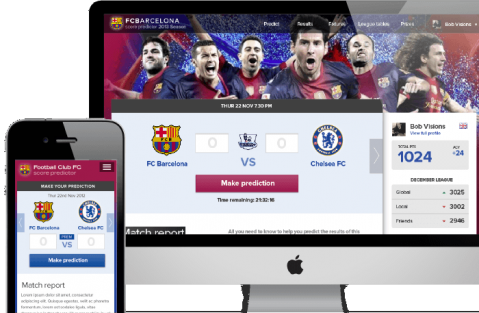 FCBARCELONA
score predictor 2012 Season
Predict Results Fixtures League tables Prizes Bob Visions
THUR 22 NOV 7:30 PM
0 0
FC Barcelona VS Chelsea FC
Make prediction
Time remaining: 21:32:16
Match report
All you need to know to help you predict the results of this
Bob Visions
View full profile
TOTAL PTS
1024
+24
DECEMBER LEAGUE
Global 3025
Local 3002
Friends 2946
Football Club FC
score predictor
MAKE YOUR PREDICTION
Thur 22nd Nov 2012
FC Barcelona Chelsea FC
0 VS 0
Make prediction
Match report
Lorem ipsum dolor sit amet, consectetur
adipiscing elit. Quisque egestas, velit ac pharetra